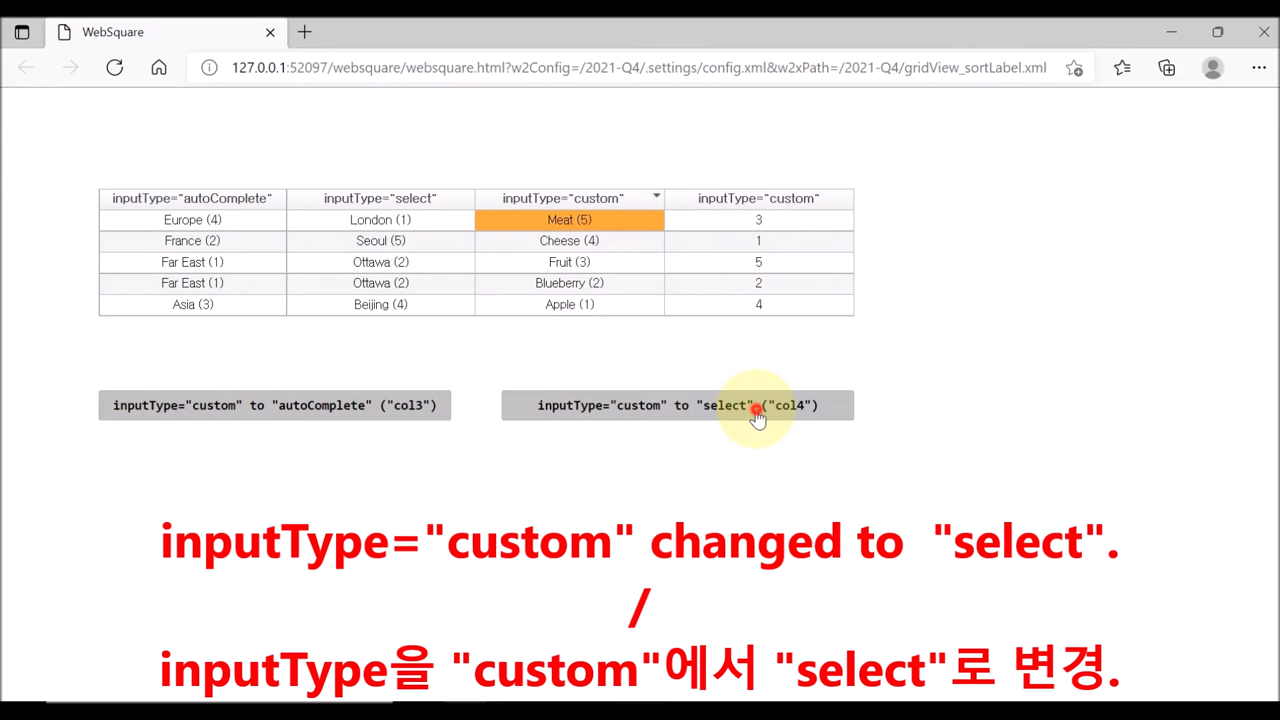 WebSquare
127.0.0.1:52097/websquare/websquare.html?w2Config=/2021-Q4/.settings/config.xml&w2xPath=/2021-Q4/gridView_sortLabel.xml
inputType="autoComplete" inputType="select" inputType="custom" inputType="custom"
Europe (4) London (1) Meat (5) 3
France (2) Seoul (5) Cheese (4) 1
Far East (1) Ottawa (2) Fruit (3) 5
Far East (1) Ottawa (2) Blueberry (2) 2
Asia (3) Beijing (4) Apple (1) 4
inputType="custom" to "autoComplete" ("col3") inputType="custom" to "select" ("col4")
inputType="custom" changed to "select".
/
inputType을 "custom"에서 "select"로 변경.